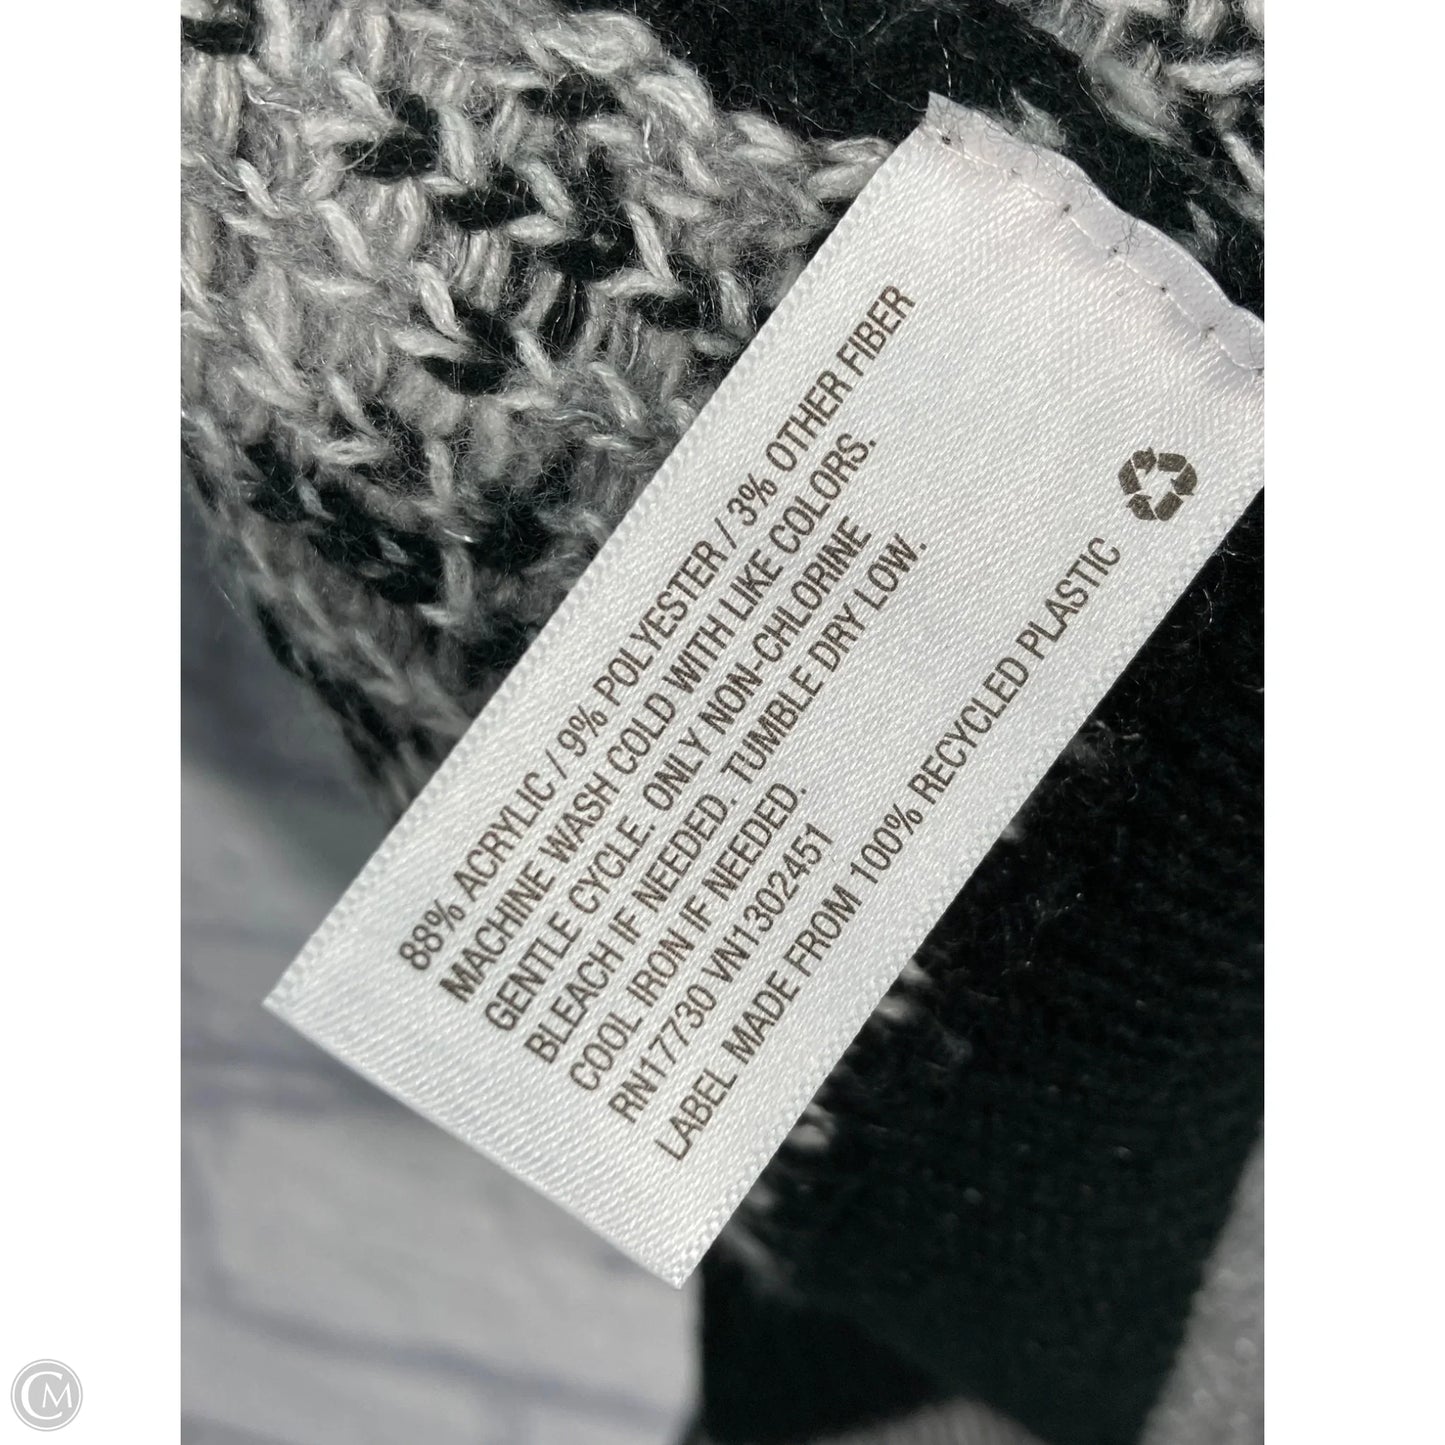 88% ACRYLIC / 9% POLYESTER / 3% OTHER FIBER
MACHINE WASH COLD WITH LIKE COLORS.
GENTLE CYCLE. ONLY NON-CHLORINE
BLEACH IF NEEDED. TUMBLE DRY LOW.
COOL IRON IF NEEDED.
RN17730 VN1302451
LABEL MADE FROM 100% RECYCLED PLASTIC
CM